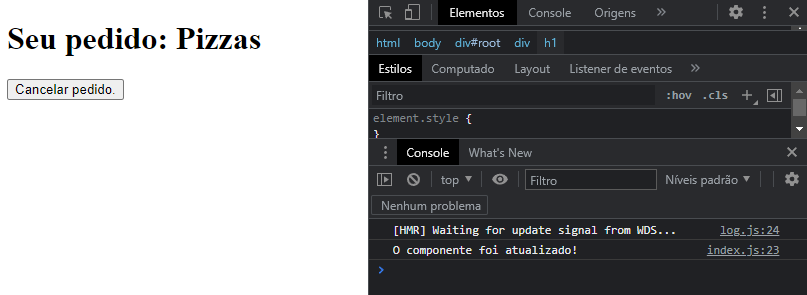 Seu pedido: Pizzas
Cancelar pedido.
Elementos Console Origens »
html body div#root div h1
Estilos Computado Layout Listener de eventos »
Filtro :hov .cls
element.style {
}
Console What's New
top Filtro Níveis padrão
Nenhum problema
[HMR] Waiting for update signal from WDS... log.js:24
O componente foi atualizado! index.js:23